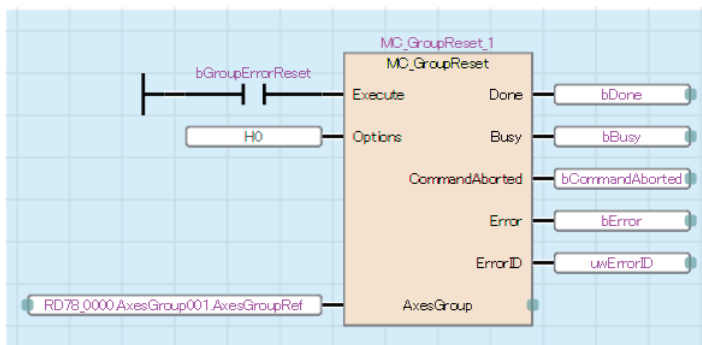 MC_GroupReset_1
MC_GroupReset
bGroupErrorReset
Execute
Done
bDone
H0
Options
Busy
bBusy
CommandAborted
bCommandAborted
Error
bError
ErrorID
uwErrorID
RD78_0000.AxesGroup001.AxesGroupRef
AxesGroup